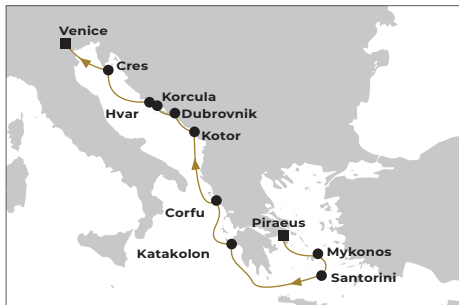 Venice
Cres
Korcula
Hvar
Dubrovnik
Kotor
Corfu
Piraeus
Katakolon
Mykonos
Santorini